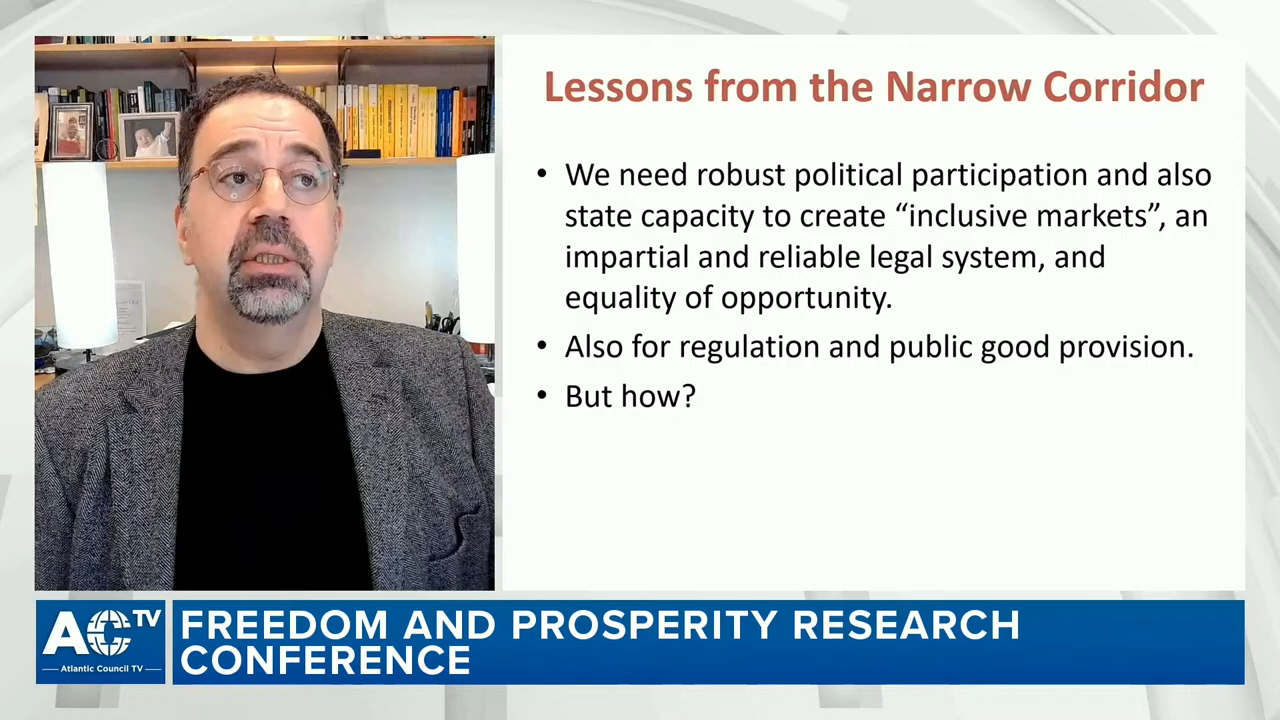 Lessons from the Narrow Corridor
• We need robust political participation and also
state capacity to create “inclusive markets”, an
impartial and reliable legal system, and
equality of opportunity.
• Also for regulation and public good provision.
• But how?
AC TV
Atlantic Council TV
FREEDOM AND PROSPERITY RESEARCH
CONFERENCE